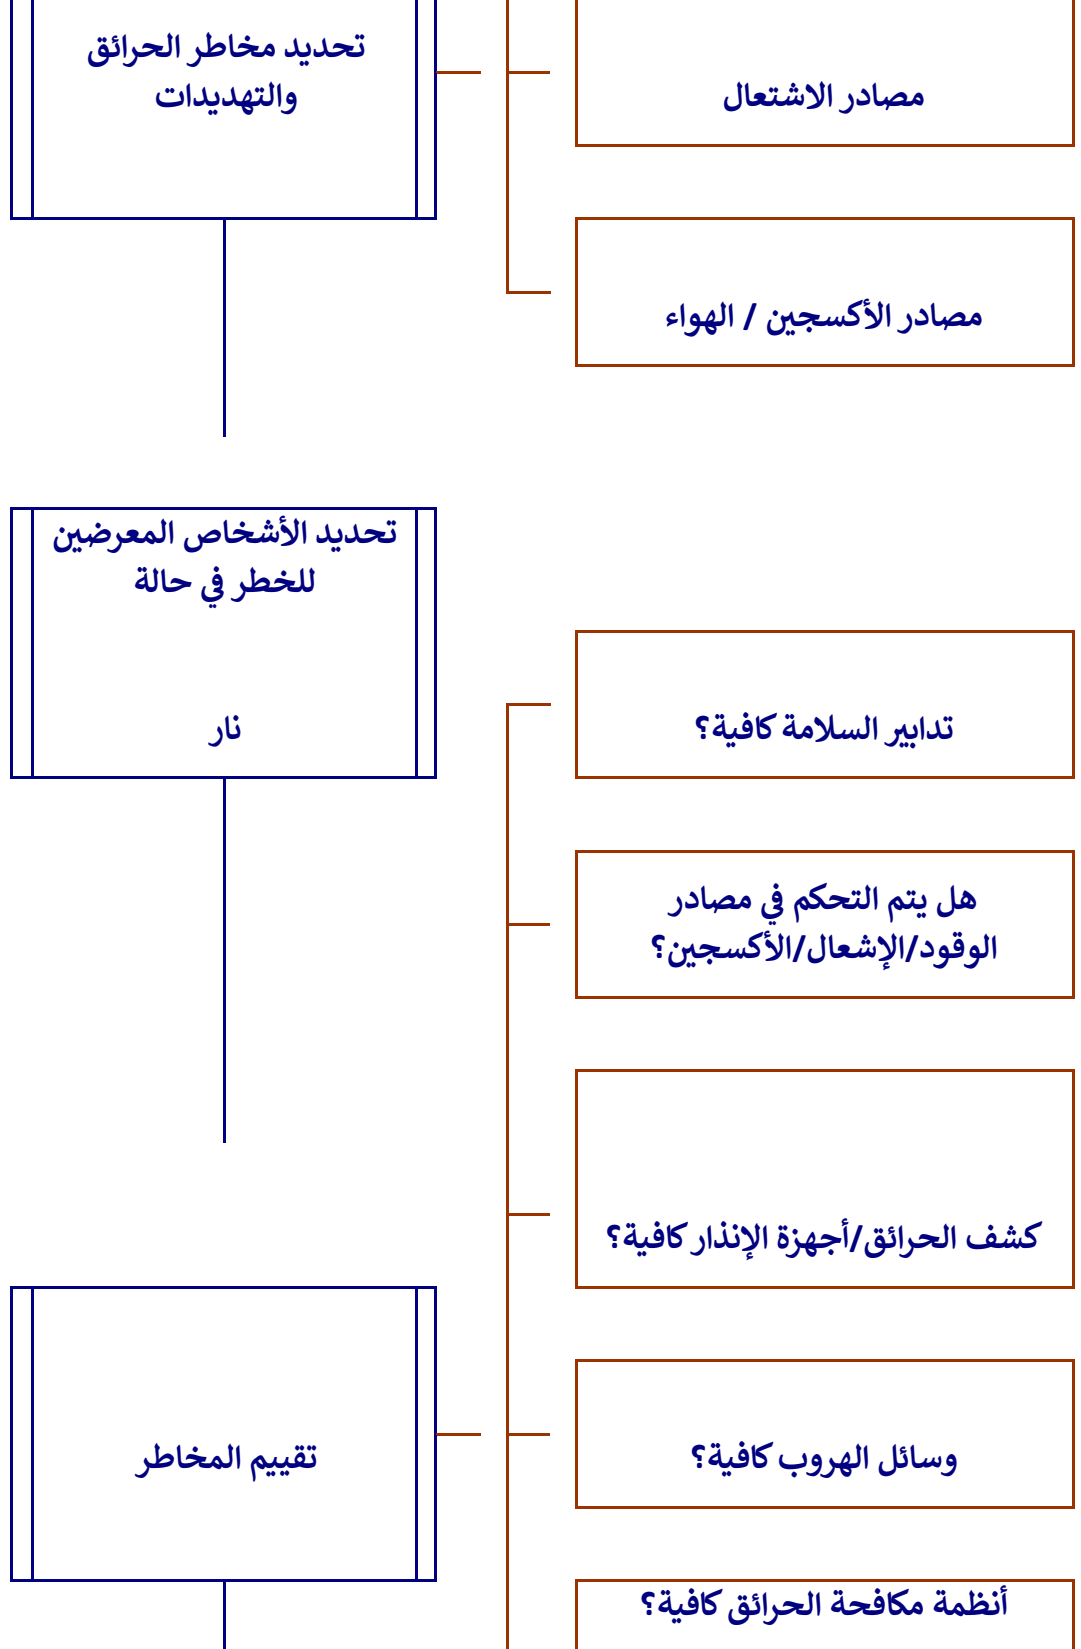 تحديد مخاطر الحرائق
والتهديدات
مصادر الاشتعال
مصادر الأكسجين / الهواء
تحديد الأشخاص المعرضين
للخطر في حالة
نار
تدابير السلامة كافية؟
هل يتم التحكم في مصادر
الوقود/الإشعال/الأكسجين؟
كشف الحرائق/أجهزة الإنذار كافية؟
تقييم المخاطر
وسائل الهروب كافية؟
أنظمة مكافحة الحرائق كافية؟